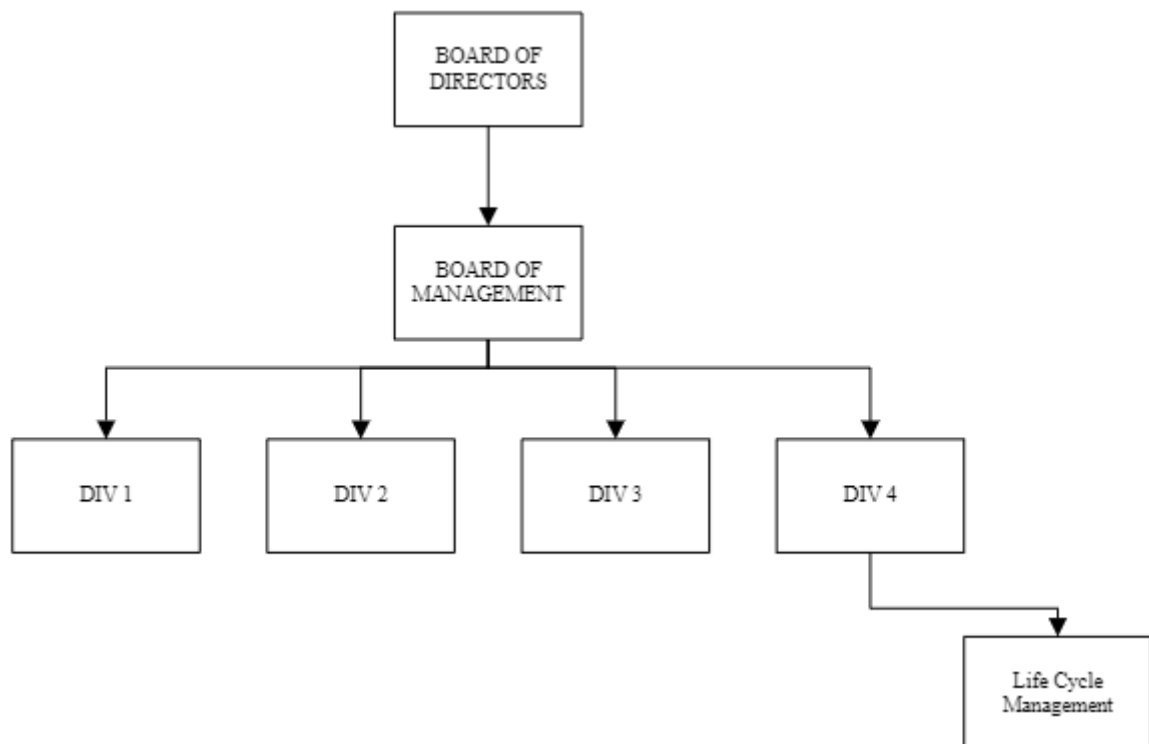 BOARD OF
DIRECTORS
BOARD OF
MANAGEMENT
DIV 1
DIV 2
DIV 3
DIV 4
Life Cycle
Management